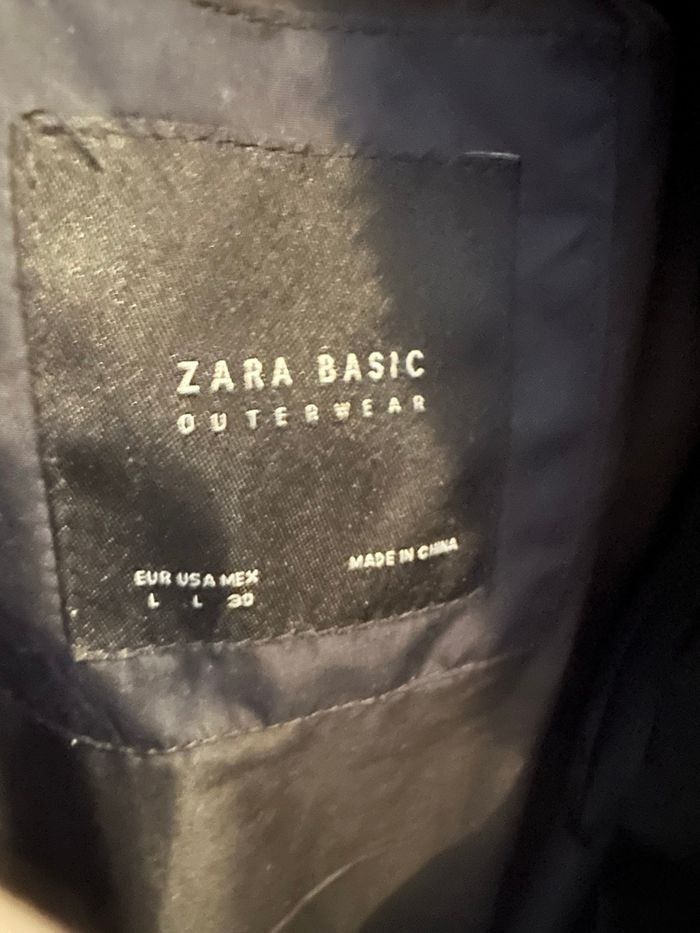 ZARA BASIC
OUTERWEAR
EUR USA MEX
L L 30
MADE IN CHINA